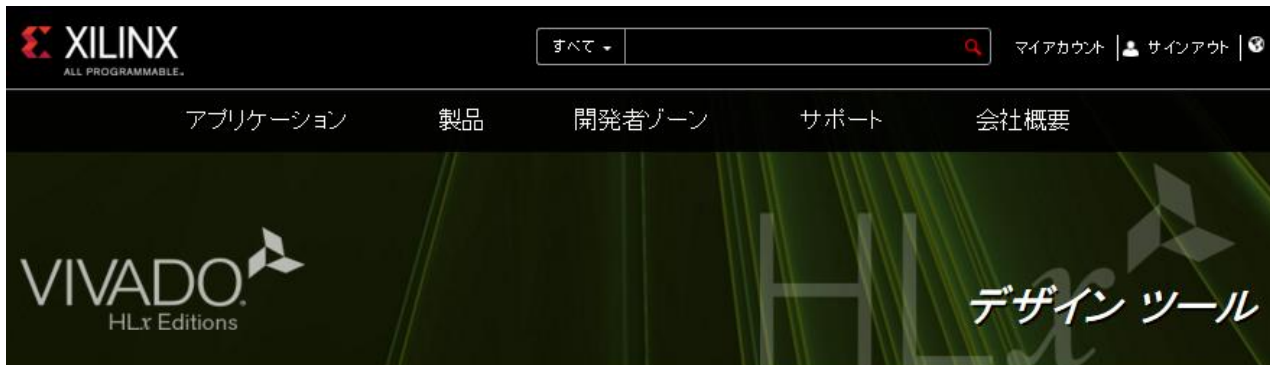 XILINX
ALL PROGRAMMABLE.
すべて
マイアカウント
サインアウト
アプリケーション 製品 開発者ゾーン サポート 会社概要
VIVADO.
HLx Editions
HLx
デザイン ツール